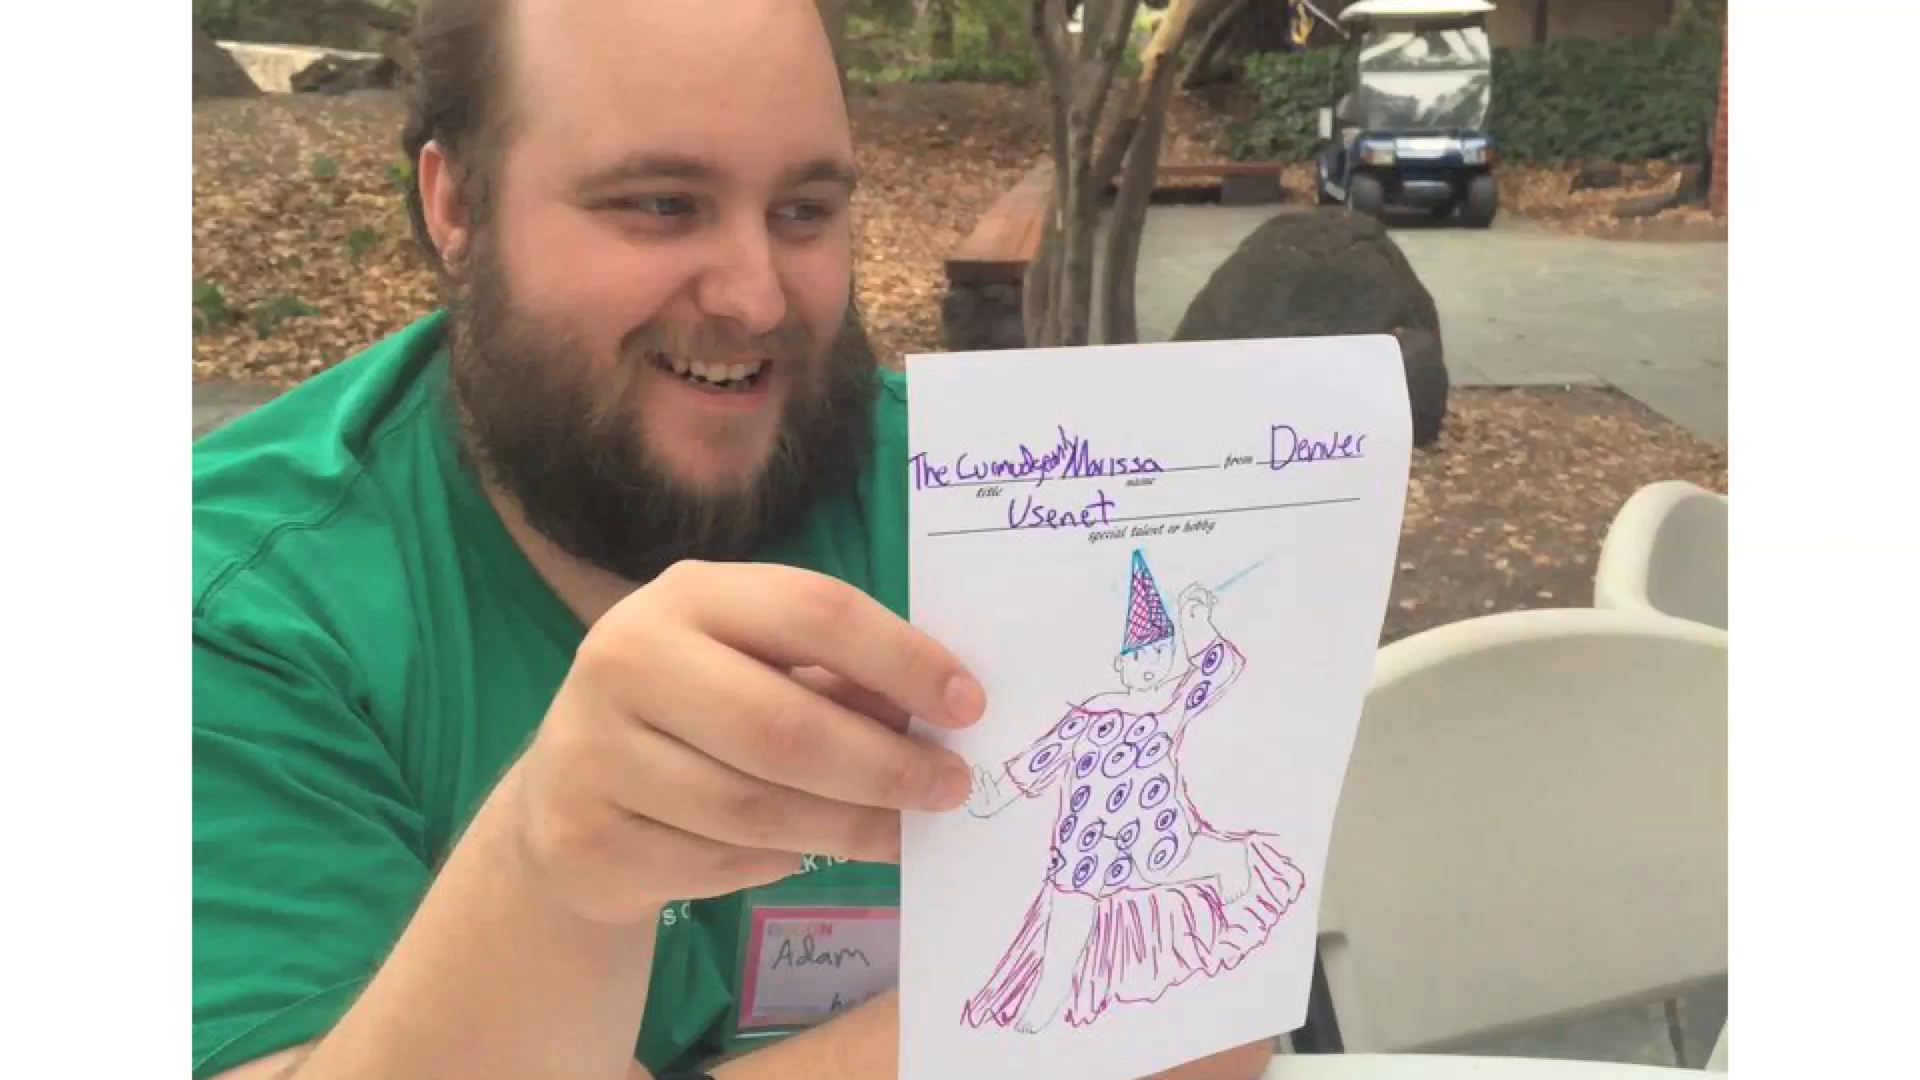 The Curmudgeonly Marissa from Denver
title name
Usenet
special talent or hobby
Adam